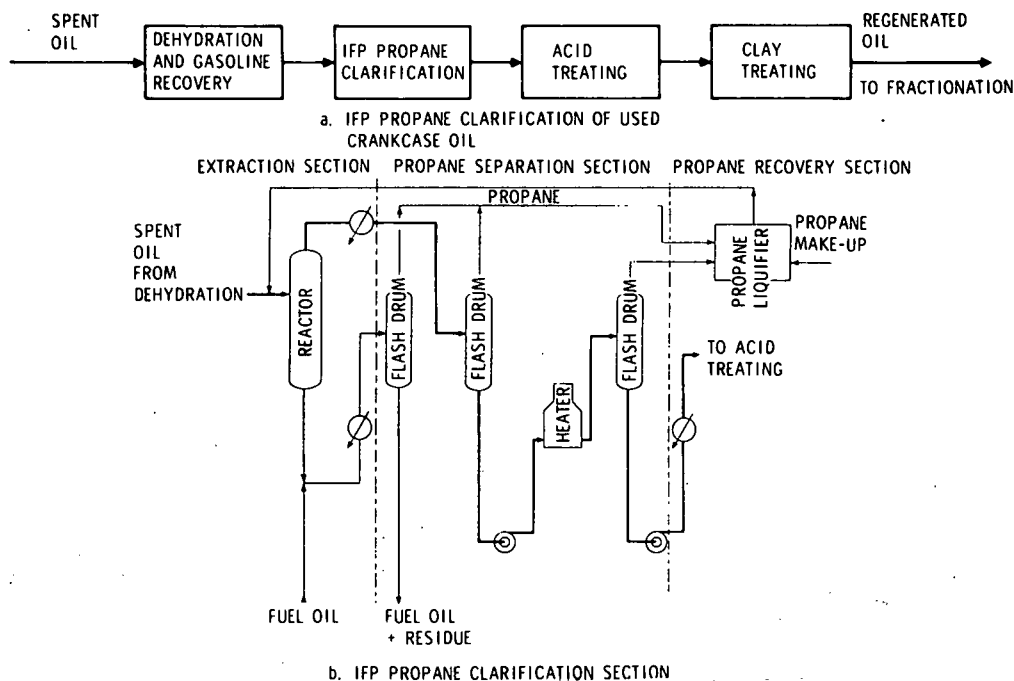 SPENT
OIL
DEHYDRATION
AND GASOLINE
RECOVERY
IFP PROPANE
CLARIFICATION
ACID
TREATING
CLAY
TREATING
REGENERATED
OIL
TO FRACTIONATION
a. IFP PROPANE CLARIFICATION OF USED
CRANKCASE OIL
EXTRACTION SECTION
PROPANE SEPARATION SECTION
PROPANE RECOVERY SECTION
PROPANE
SPENT
OIL
FROM
DEHYDRATION
REACTOR
FLASH DRUM
FLASH DRUM
HEATER
FLASH DRUM
PROPANE
LIQUIFIER
PROPANE
MAKE-UP
TO ACID
TREATING
FUEL OIL
FUEL OIL
+ RESIDUE
b. IFP PROPANE CLARIFICATION SECTION